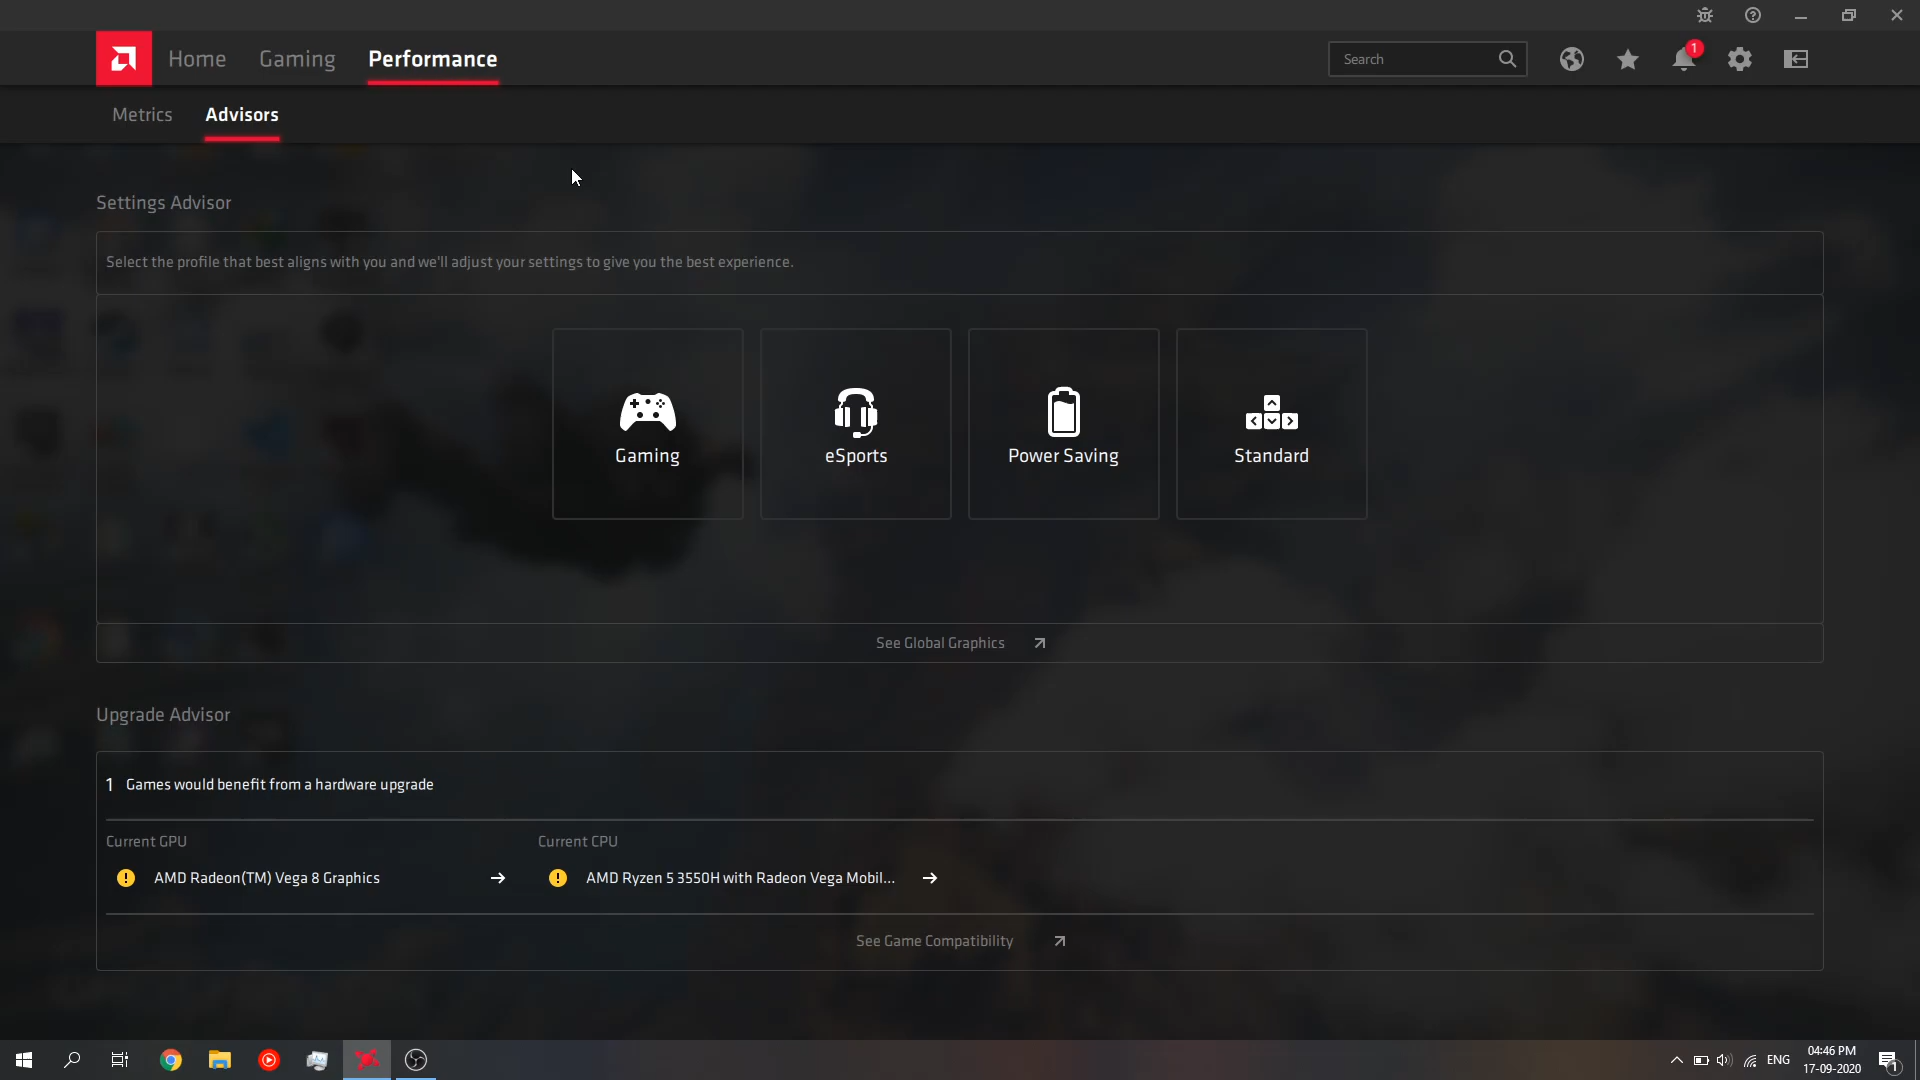 Home Gaming Performance Search 1
Metrics Advisors
Settings Advisor
Select the profile that best aligns with you and we'll adjust your settings to give you the best experience.
Gaming eSports Power Saving Standard
See Global Graphics
Upgrade Advisor
1 Games would benefit from a hardware upgrade
Current GPU Current CPU
AMD Radeon(TM) Vega 8 Graphics AMD Ryzen 5 3550H with Radeon Vega Mobil...
See Game Compatibility
ENG 04:46 PM 1
17-09-2020